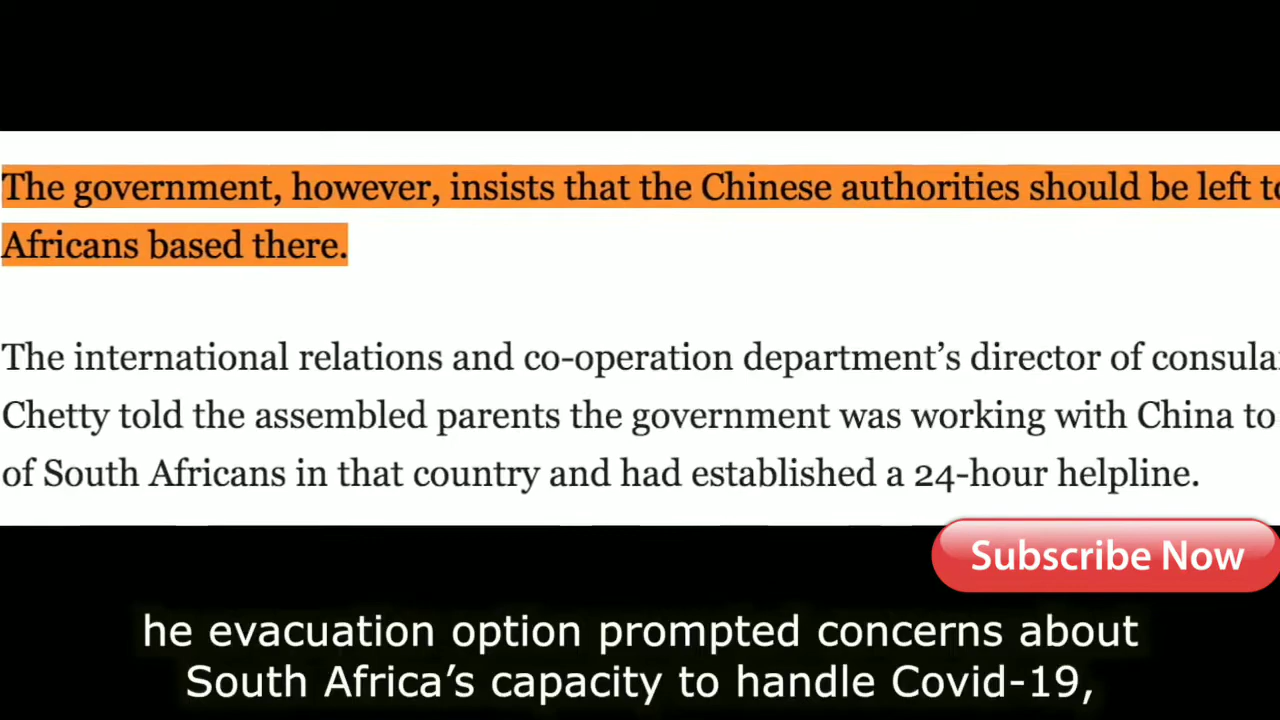 The government, however, insists that the Chinese authorities should be left
Africans based there.
The international relations and co-operation department’s director of
Chetty told the assembled parents the government was working with China to
of South Africans in that country and had established a 24-hour helpline.
Subscribe Now
he evacuation option prompted concerns about
South Africa’s capacity to handle Covid-19,